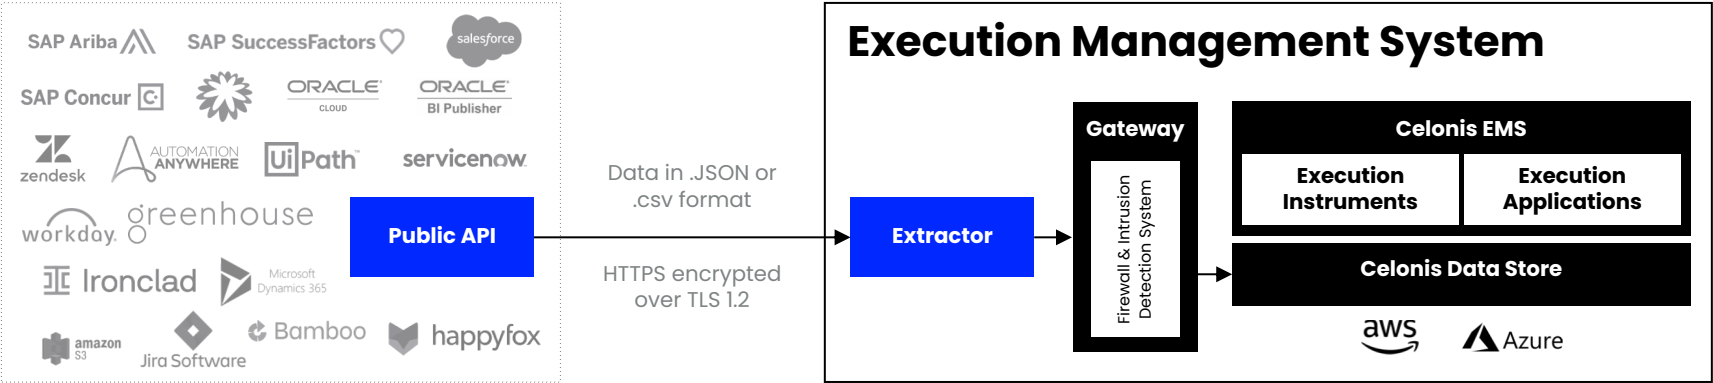 SAP Ariba
SAP SuccessFactors
salesforce
SAP Concur
C.
ORACLE
CLOUD
ORACLE
BI Publisher
zendesk
AUTOMATION
ANYWHERE
UiPath™
servicenow.
workday.
greenhouse
Public API
Ironclad
Microsoft
Dynamics 365
amazon
S3
Jira Software
Bamboo
happyfox
Data in .JSON or
.csv format
HTTPS encrypted
over TLS 1.2
Execution Management System
Extractor
Gateway
Firewall & Intrusion
Detection System
Celonis EMS
Execution
Instruments
Execution
Applications
Celonis Data Store
aws
Azure